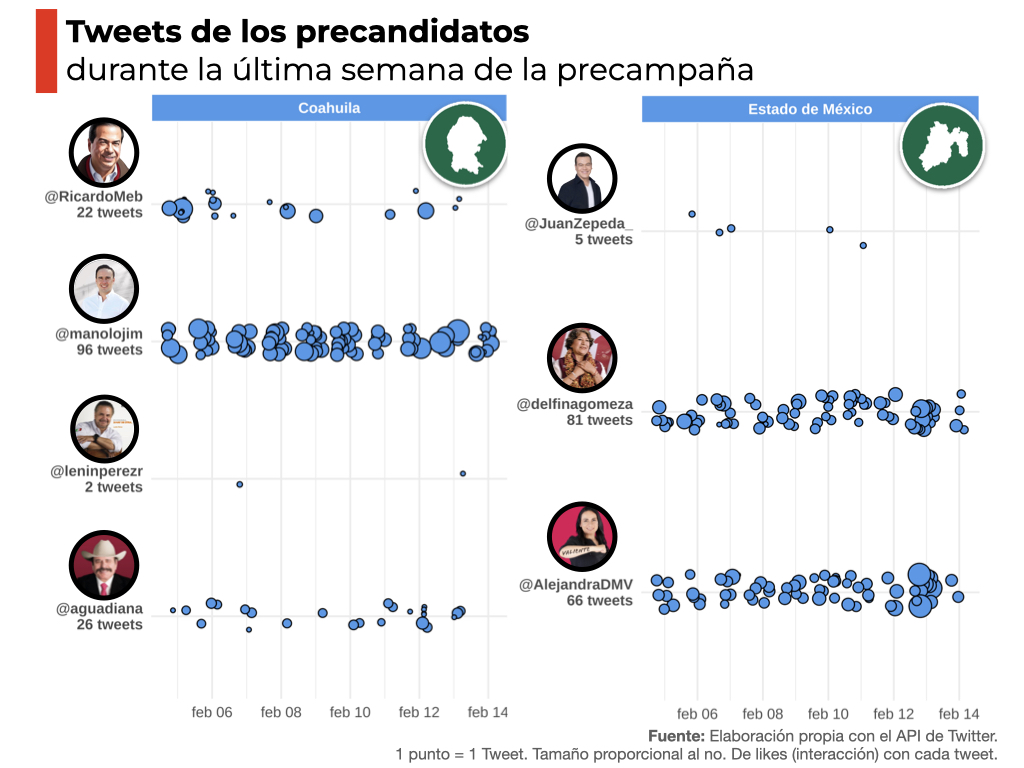 Tweets de los precandidatos
durante la última semana de la precampaña
Coahuila
@RicardoMeb
22 tweets
@manolojim
96 tweets
@leninperezr
2 tweets
@aguadiana
26 tweets
feb 06 feb 08 feb 10 feb 12 feb 14
Estado de México
@JuanZepeda_
5 tweets
@delfinagomeza
81 tweets
VALIENTE
@AlejandraDMV
66 tweets
feb 06 feb 08 feb 10 feb 12 feb 14
Fuente: Elaboración propia con el API de Twitter.
1 punto = 1 Tweet. Tamaño proporcional al no. De likes (interacción) con cada tweet.